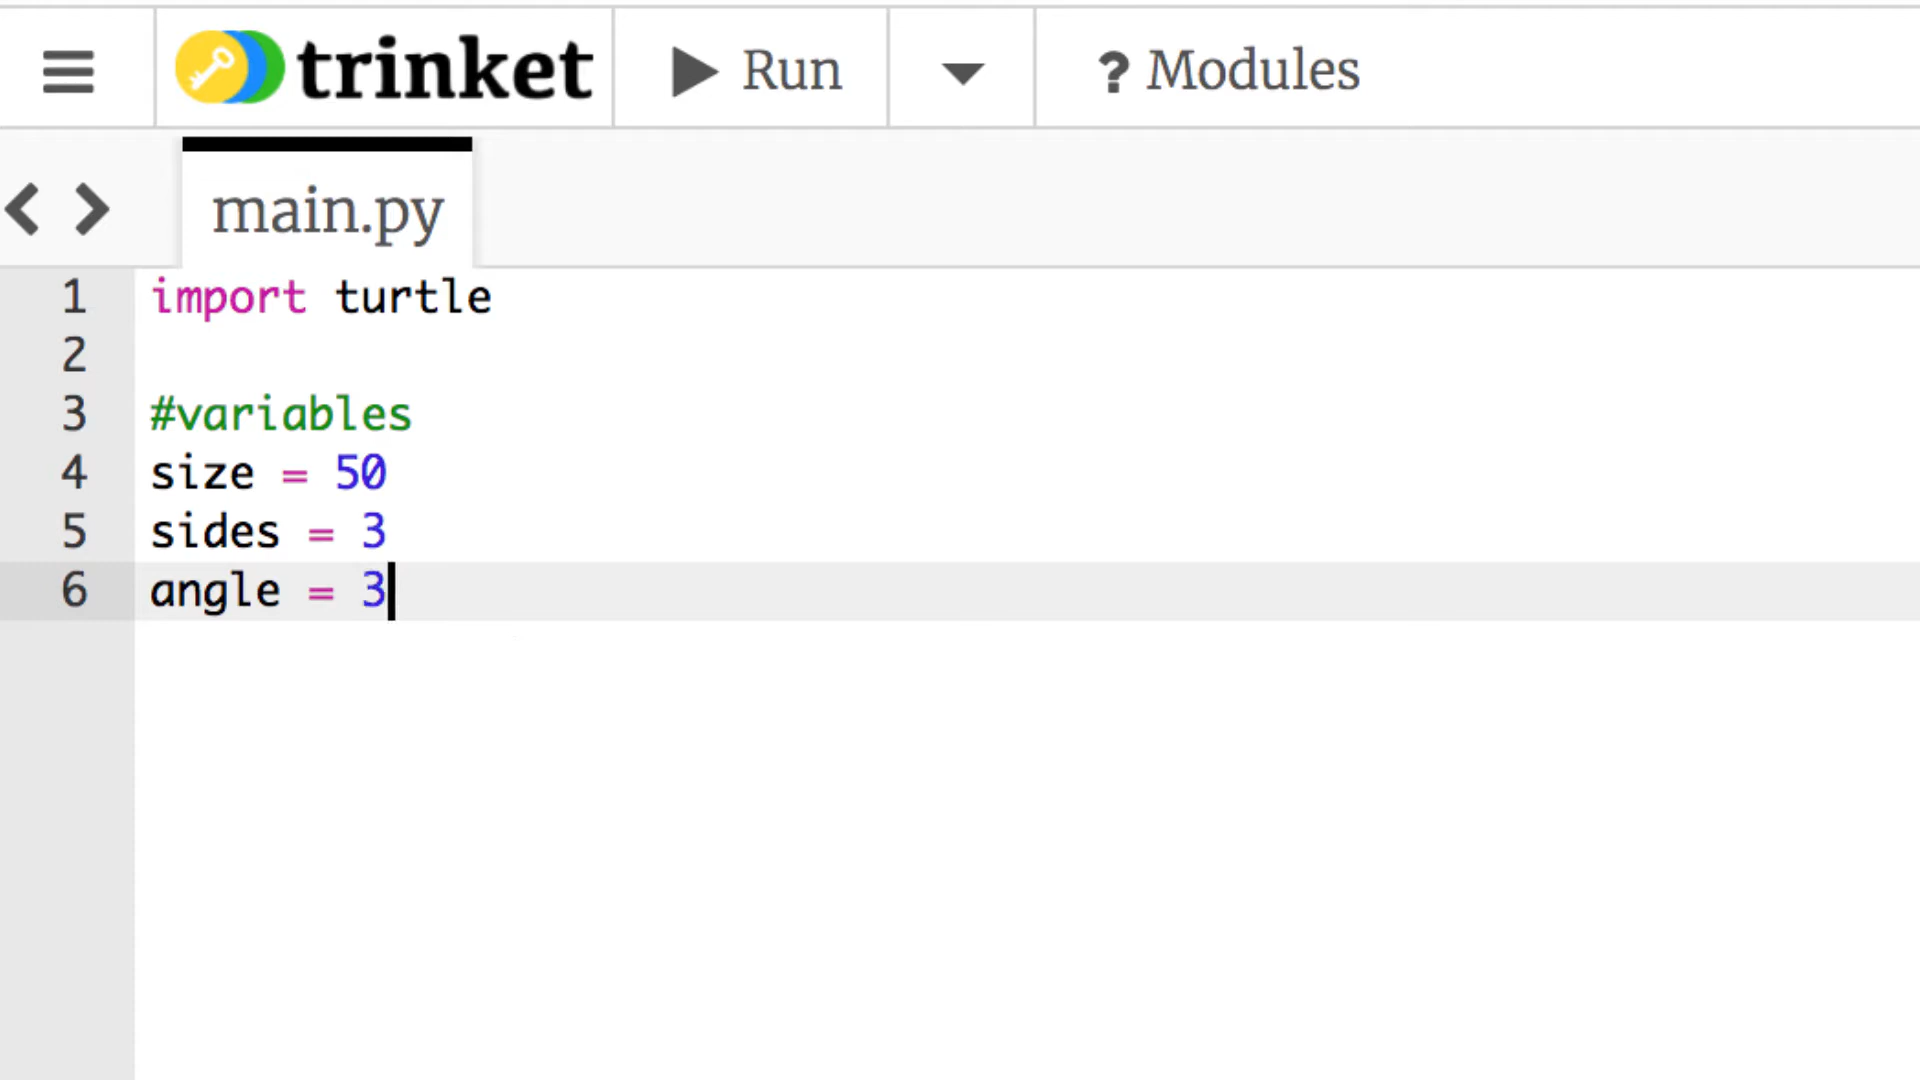 trinket Run ? Modules
main.py
1 import turtle
2
3 #variables
4 size = 50
5 sides = 3
6 angle = 3